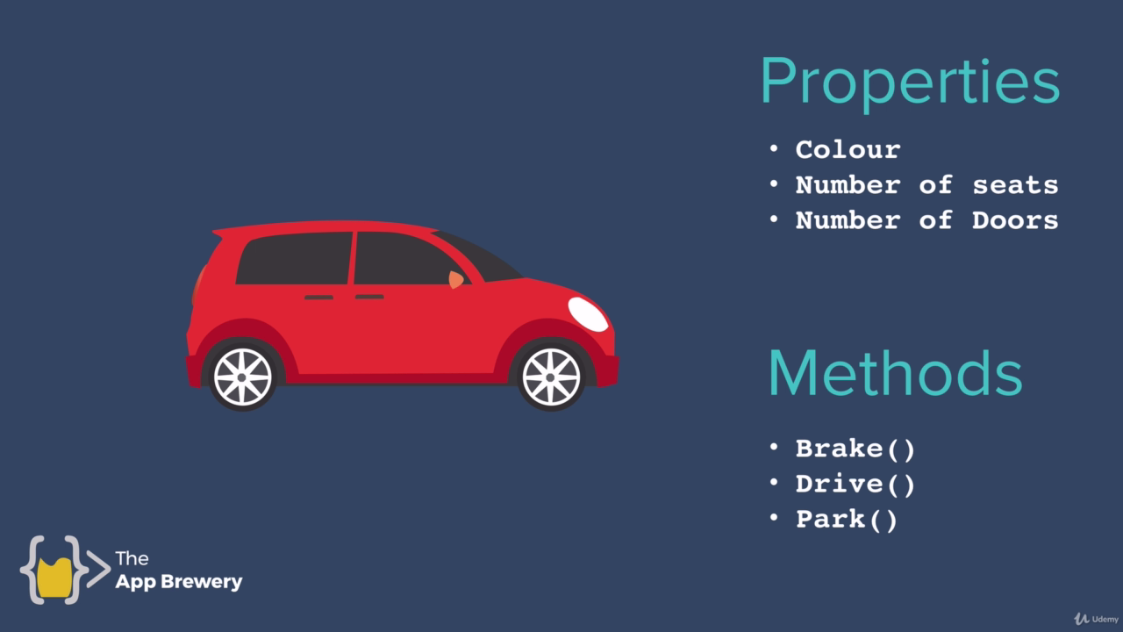 Properties
• Colour
• Number of seats
• Number of Doors
Methods
• Brake()
• Drive()
• Park()
The
App Brewery
Udemy